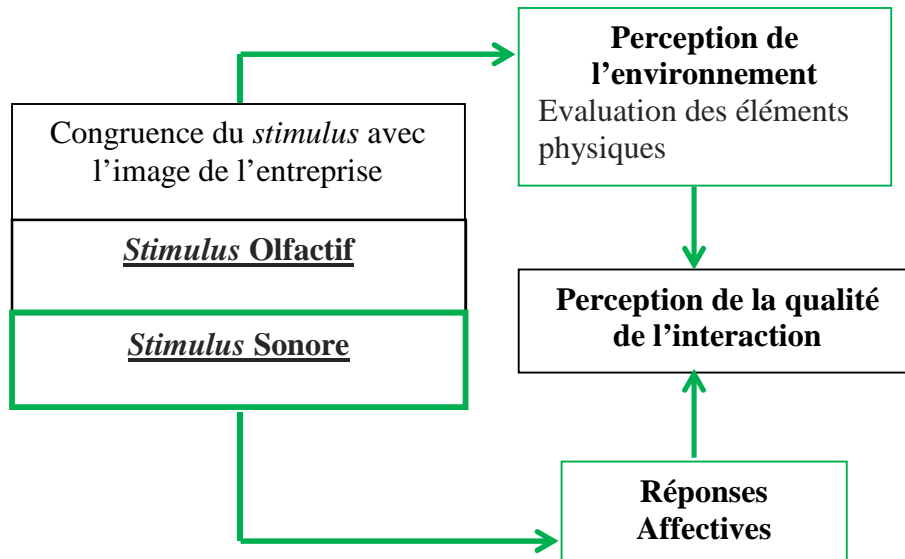 Perception de
l’environnement
Evaluation des éléments
physiques
Congruence du stimulus avec
l’image de l’entreprise
Stimulus Olfactif
Stimulus Sonore
Perception de la qualité
de l’interaction
Réponses
Affectives